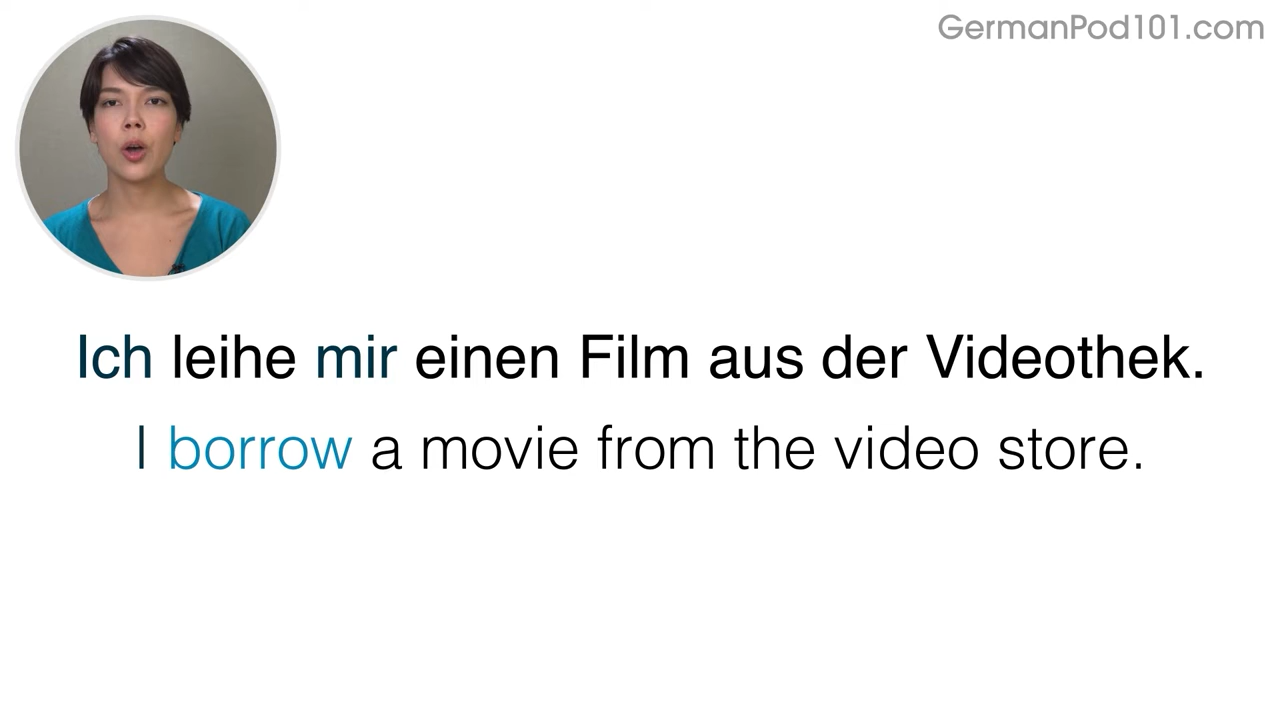 GermanPod101.com
Ich leihe mir einen Film aus der Videothek.
I borrow a movie from the video store.